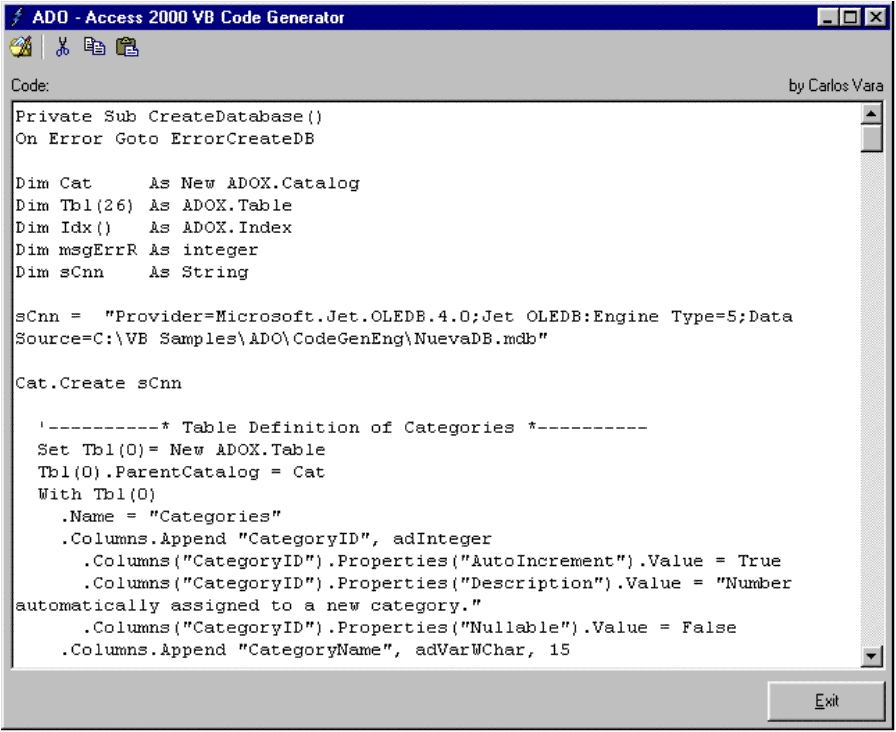 ADO - Access 2000 VB Code Generator
Code: by Carlos Vara
Private Sub CreateDatabase()
On Error Goto ErrorCreateDB
Dim Cat     As New ADOX.Catalog
Dim Tbl(26) As ADOX.Table
Dim Idx()   As ADOX.Index
Dim msgErrR As integer
Dim sCnn    As String
sCnn =  "Provider=Microsoft.Jet.OLEDB.4.0;Jet OLEDB:Engine Type=5;Data
Source=C:\VB Samples\ADO\CodeGenEng\NuevaDB.mdb"
Cat.Create sCnn
  '----------* Table Definition of Categories *----------
  Set Tbl(0)= New ADOX.Table
  Tbl(0).ParentCatalog = Cat
  With Tbl(0)
    .Name = "Categories"
    .Columns.Append "CategoryID", adInteger
      .Columns("CategoryID").Properties("AutoIncrement").Value = True
      .Columns("CategoryID").Properties("Description").Value = "Number
automatically assigned to a new category."
      .Columns("CategoryID").Properties("Nullable").Value = False
    .Columns.Append "CategoryName", adVarWChar, 15
Exit